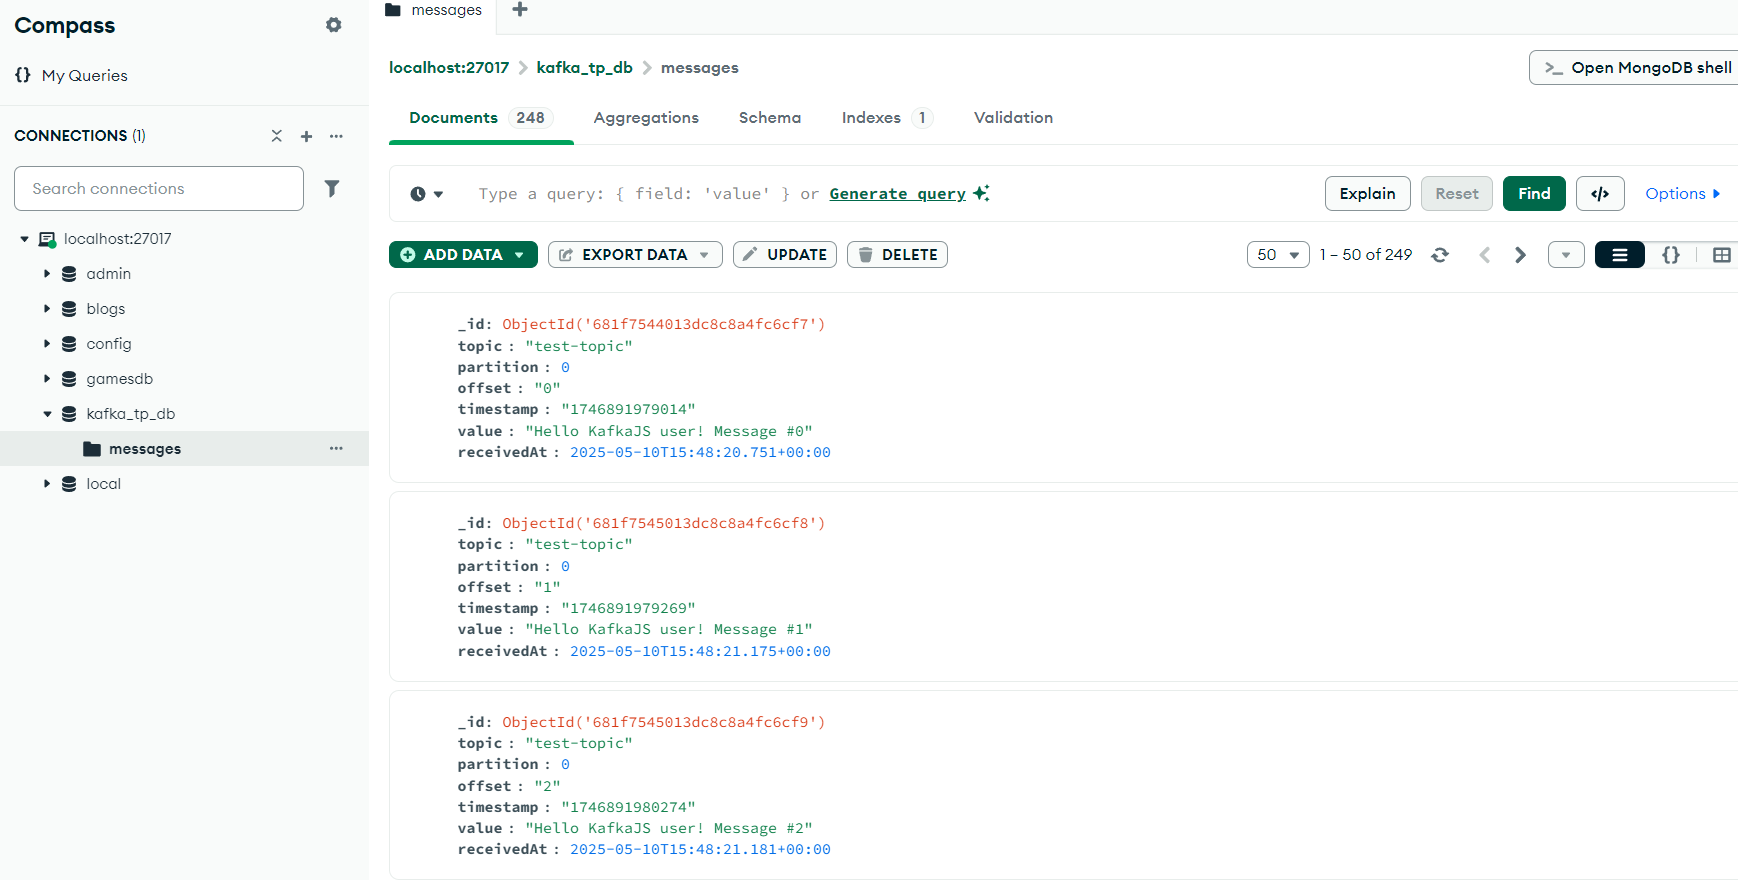 Compass
My Queries
CONNECTIONS (1)
Search connections
localhost:27017
admin
blogs
config
gamesdb
kafka_tp_db
messages
local
messages
localhost:27017 > kafka_tp_db > messages
>_ Open MongoDB shell
Documents 248 Aggregations Schema Indexes 1 Validation
Type a query: { field: 'value' } or Generate query
Explain Reset Find </> Options
ADD DATA EXPORT DATA UPDATE DELETE
50 1 – 50 of 249 {}
_id: ObjectId('681f7544013dc8c8a4fc6cf7')
topic : "test-topic"
partition : 0
offset : "0"
timestamp : "1746891979014"
value : "Hello KafkaJS user! Message #0"
receivedAt : 2025-05-10T15:48:20.751+00:00
_id: ObjectId('681f7545013dc8c8a4fc6cf8')
topic : "test-topic"
partition : 0
offset : "1"
timestamp : "1746891979269"
value : "Hello KafkaJS user! Message #1"
receivedAt : 2025-05-10T15:48:21.175+00:00
_id: ObjectId('681f7545013dc8c8a4fc6cf9')
topic : "test-topic"
partition : 0
offset : "2"
timestamp : "1746891980274"
value : "Hello KafkaJS user! Message #2"
receivedAt : 2025-05-10T15:48:21.181+00:00